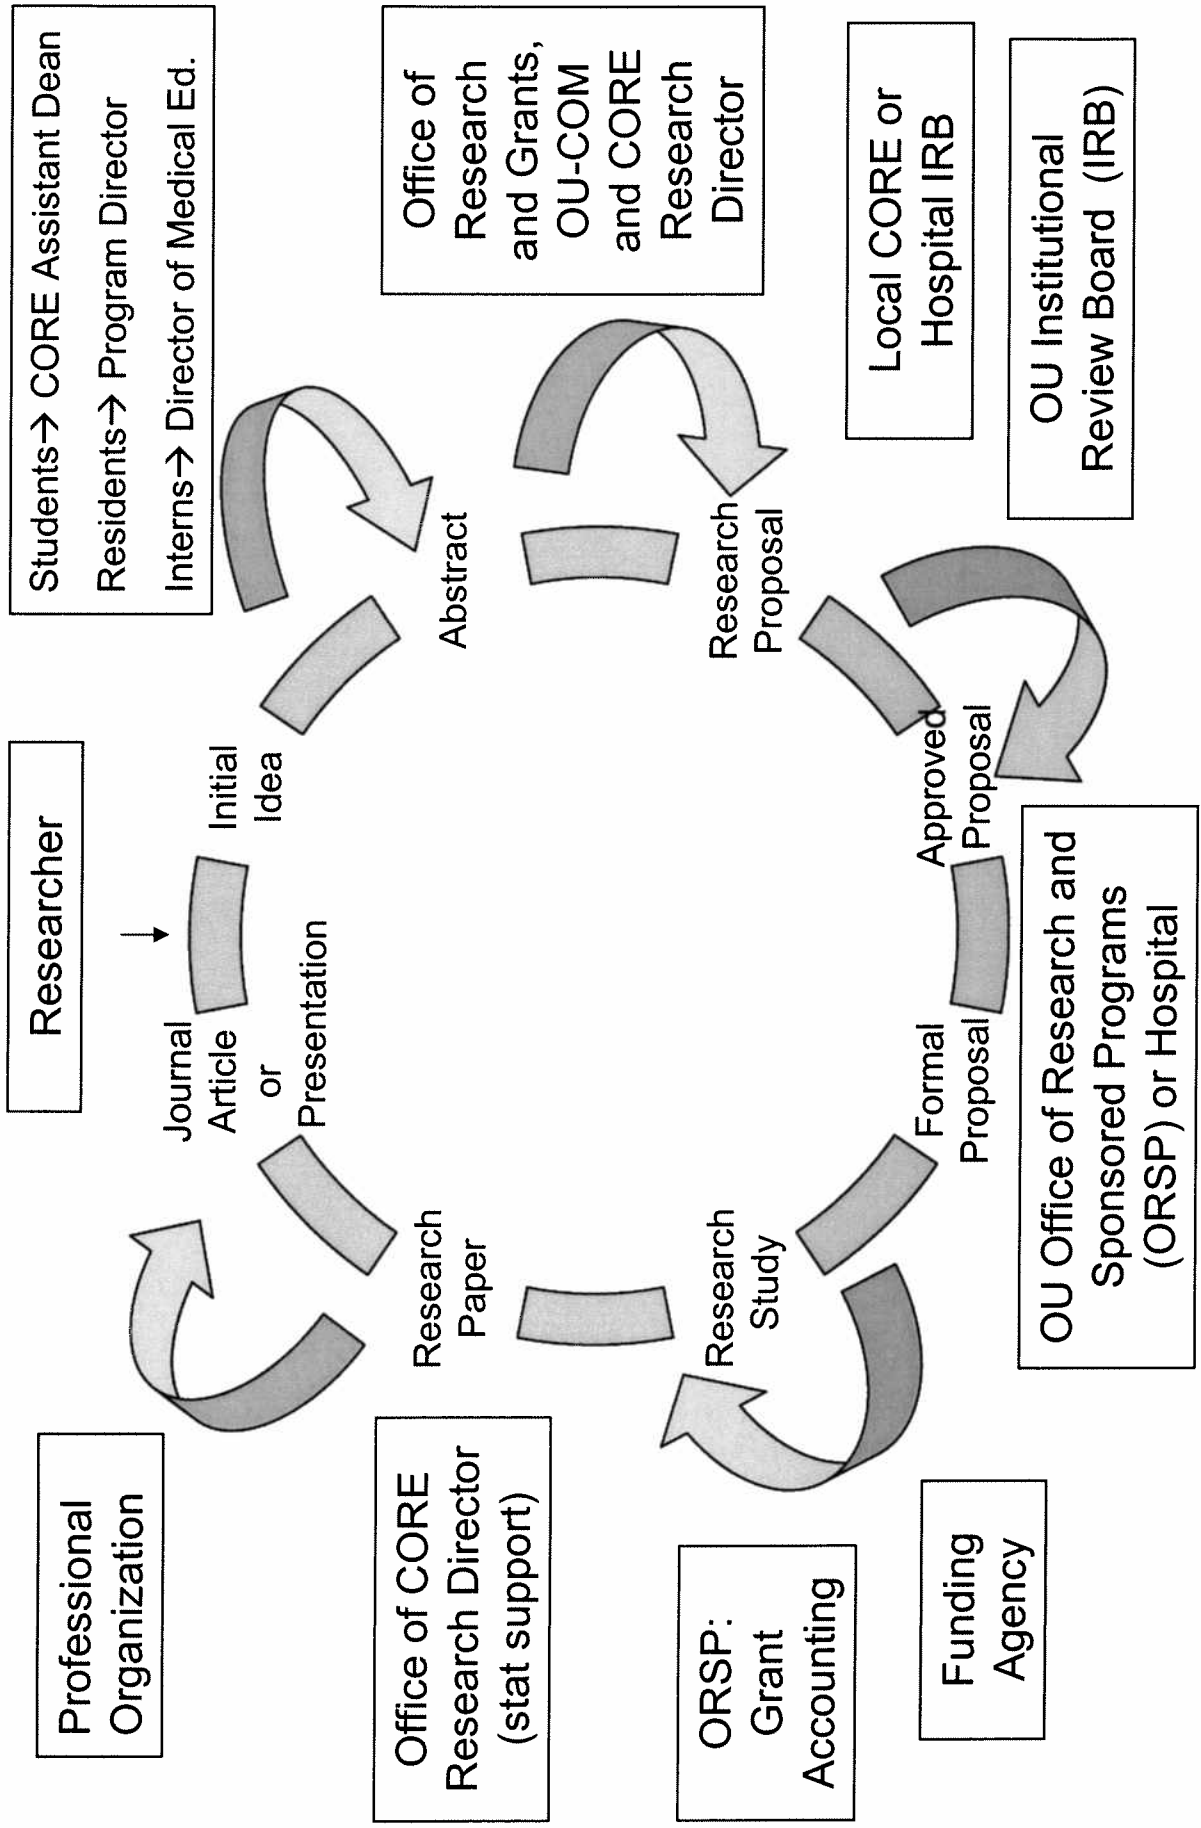 Researcher
Students→ CORE Assistant Dean
Residents→ Program Director
Interns→ Director of Medical Ed.
Initial
Idea
Abstract
Office of
Research
and Grants,
OU-COM
and CORE
Research
Director
Research
Proposal
Local CORE or
Hospital IRB
OU Institutional
Review Board (IRB)
Approved
Proposal
OU Office of Research and
Sponsored Programs
(ORSP) or Hospital
Formal
Proposal
Funding
Agency
ORSP:
Grant
Accounting
Research
Study
Office of CORE
Research Director
(stat support)
Research
Paper
Professional
Organization
Journal
Article
or
Presentation